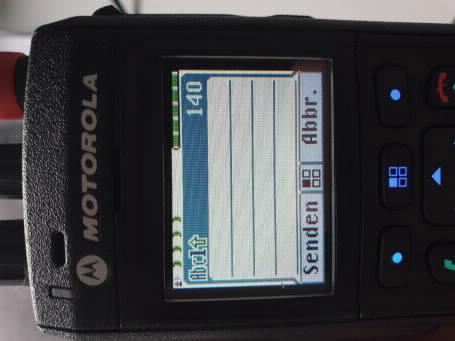 MOTOROLA
Abc1 140
Senden Abbr.